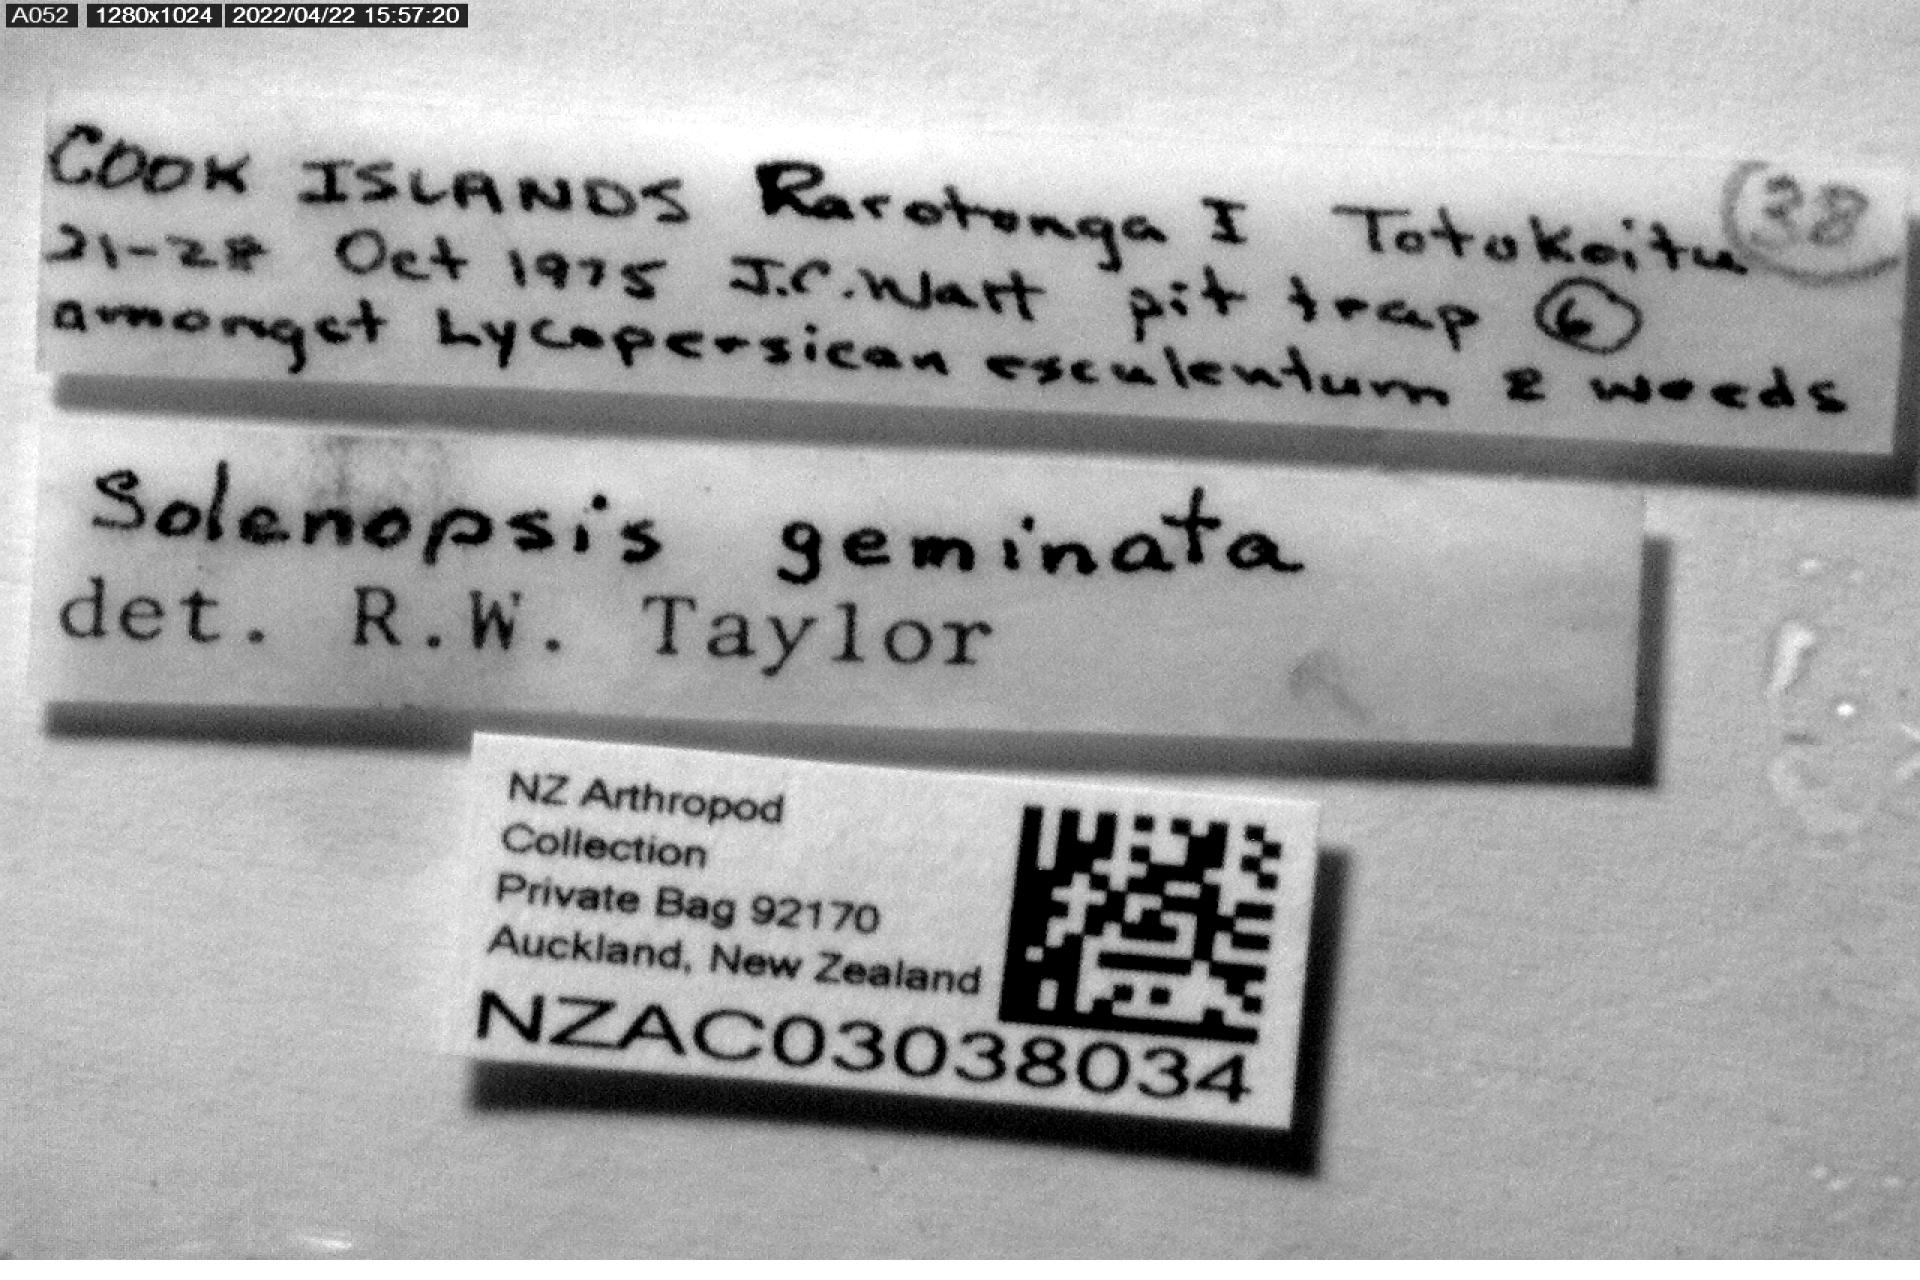 A052 1280x1024 2022/04/22 15:57:20
COOK ISLANDS Rarotonga I Totokoitu 38
21-28 Oct 1975 J.C. Watt pit trap 6
amongst Lycopersican esculentum & weeds
Solenopsis geminata
det. R.W. Taylor
NZ Arthropod
Collection
Private Bag 92170
Auckland, New Zealand
NZAC03038034